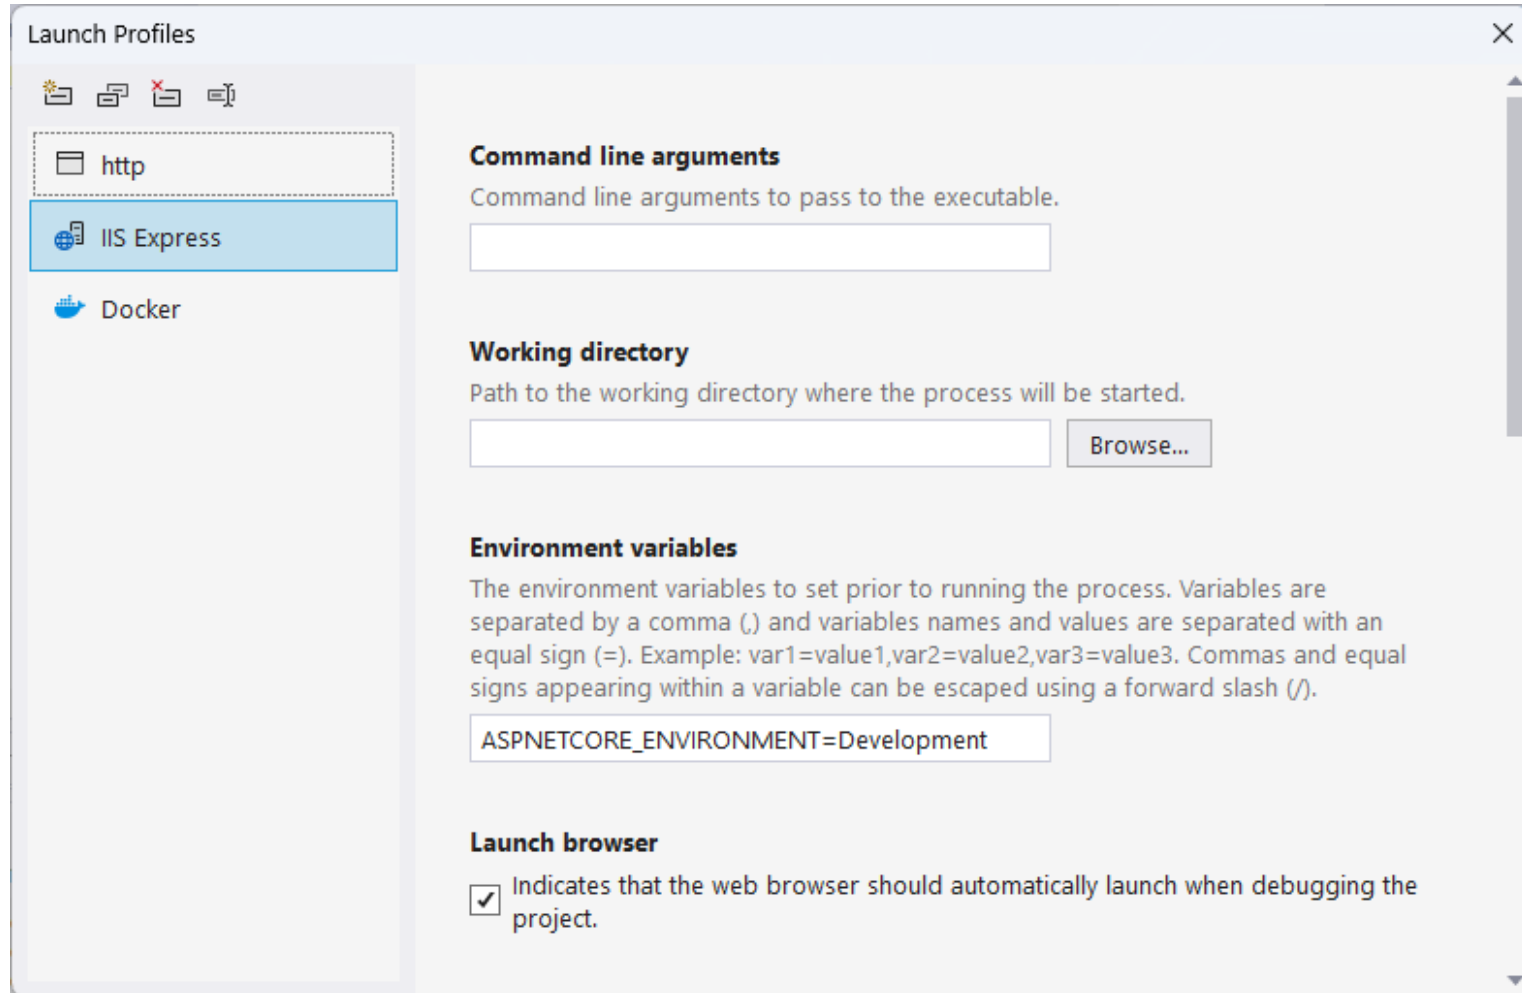 Launch Profiles
http
IIS Express
Docker
Command line arguments
Command line arguments to pass to the executable.
Working directory
Path to the working directory where the process will be started.
Browse...
Environment variables
The environment variables to set prior to running the process. Variables are
separated by a comma (,) and variables names and values are separated with an
equal sign (=). Example: var1=value1,var2=value2,var3=value3. Commas and equal
signs appearing within a variable can be escaped using a forward slash (/).
ASPNETCORE_ENVIRONMENT=Development
Launch browser
Indicates that the web browser should automatically launch when debugging the
project.